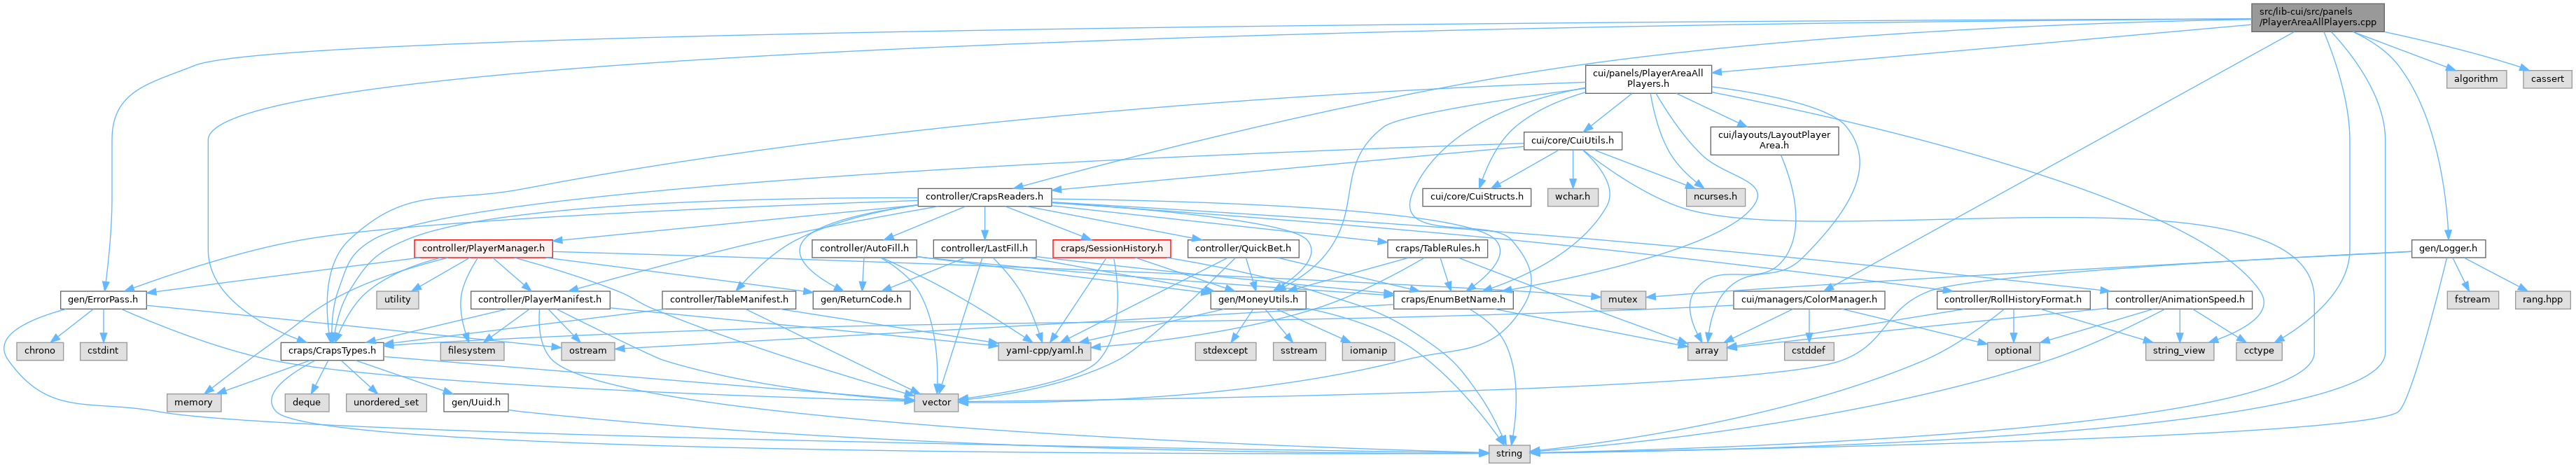 src/lib-cui/src/panels
/PlayerAreaAllPlayers.cpp
cui/panels/PlayerAreaAll
Players.h
algorithm
cassert
cui/core/CuiUtils.h
cui/layouts/LayoutPlayer
Area.h
controller/CrapsReaders.h
cui/core/CuiStructs.h
wchar.h
ncurses.h
controller/PlayerManager.h
controller/AutoFill.h
controller/LastFill.h
craps/SessionHistory.h
controller/QuickBet.h
craps/TableRules.h
gen/Logger.h
gen/ErrorPass.h
utility
controller/PlayerManifest.h
controller/TableManifest.h
gen/ReturnCode.h
gen/MoneyUtils.h
craps/EnumBetName.h
mutex
cui/managers/ColorManager.h
controller/RollHistoryFormat.h
controller/AnimationSpeed.h
fstream
rang.hpp
chrono
cstdint
craps/CrapsTypes.h
filesystem
ostream
yaml-cpp/yaml.h
stdexcept
sstream
iomanip
array
cstddef
optional
string_view
cctype
memory
deque
unordered_set
gen/Uuid.h
vector
string